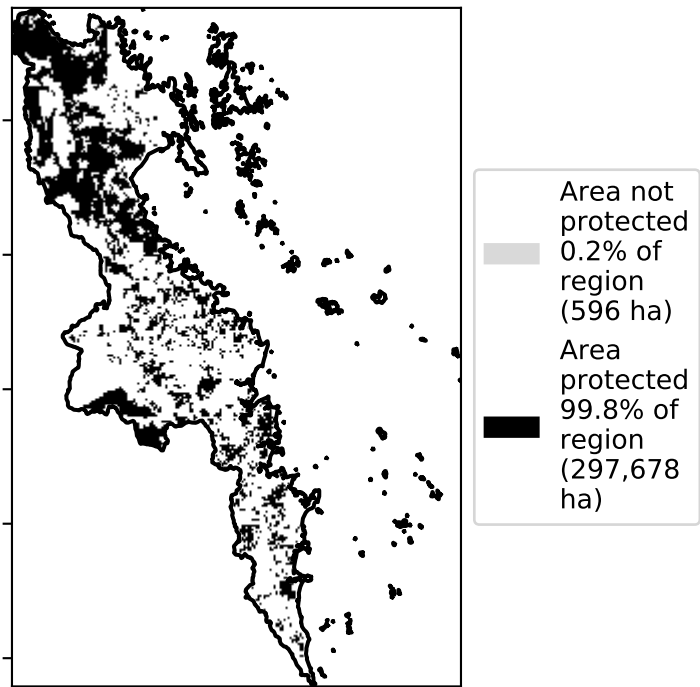 Area not
protected
0.2% of
region
(596 ha)
Area
protected
99.8% of
region
(297,678
ha)